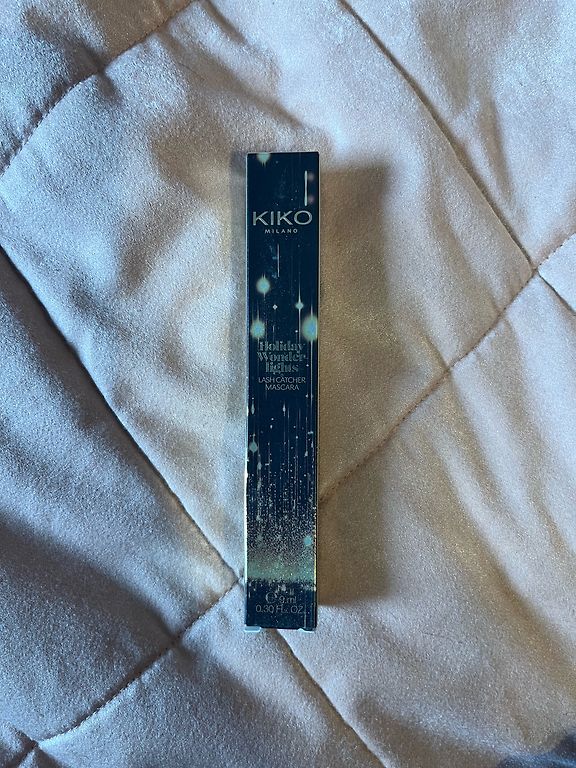 KIKO
MILANO
Holiday
Wonder-
lights
LASH CATCHER
MASCARA
℮ 9 ml
0.30 FL. OZ.